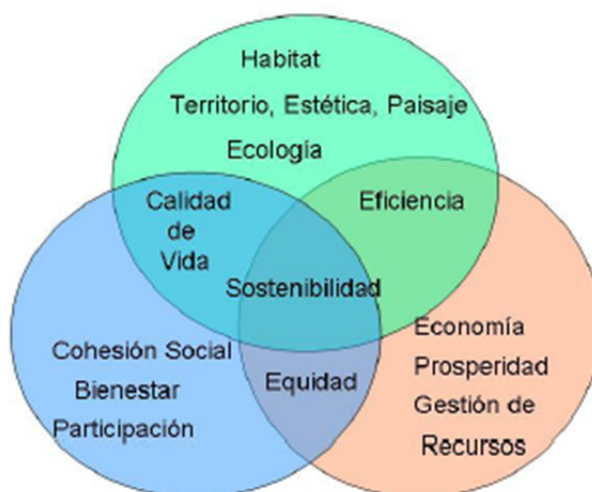 Habitat
Territorio, Estética, Paisaje
Ecología
Calidad
de
Vida
Eficiencia
Sostenibilidad
Cohesión Social
Bienestar
Participación
Equidad
Economía
Prosperidad
Gestión de
Recursos